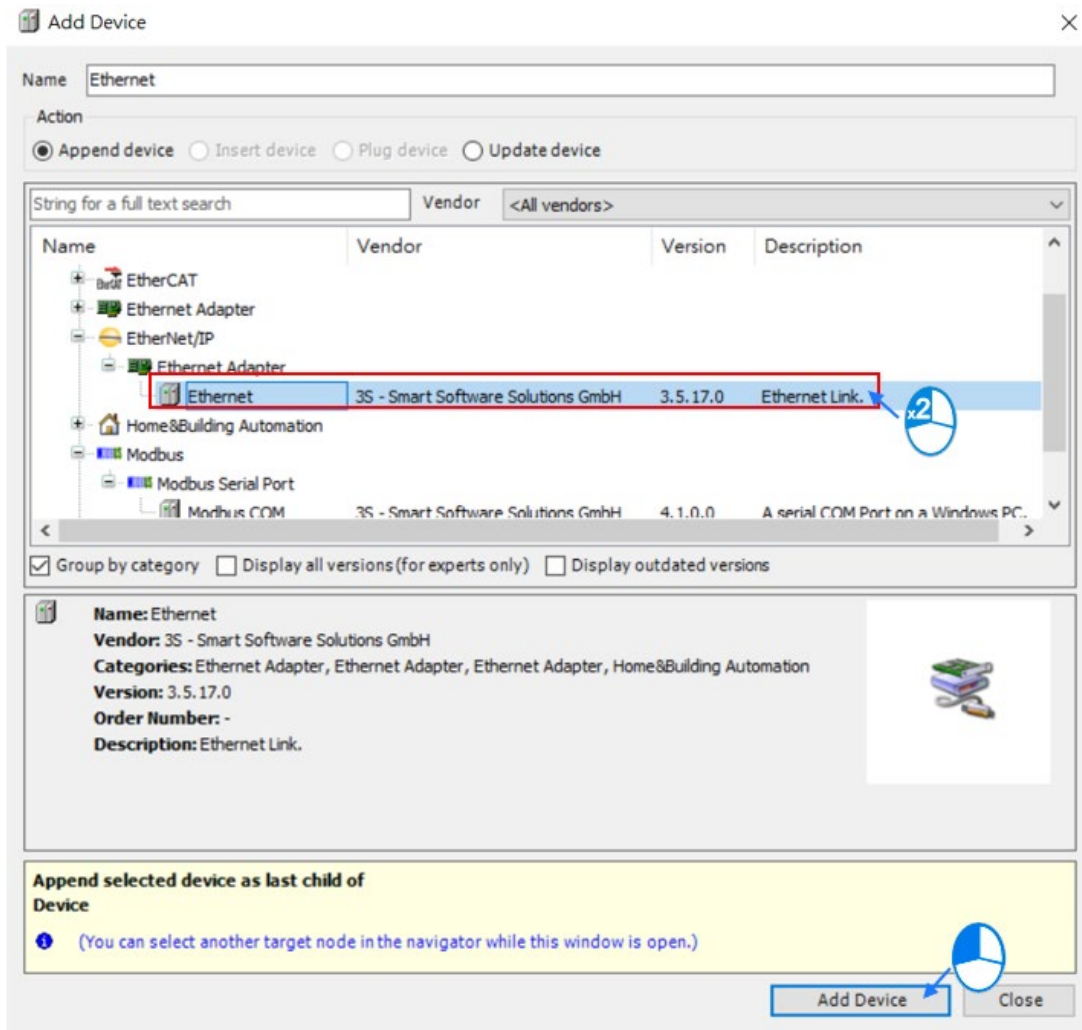 Add Device
Name Ethernet
Action
Append device Insert device Plug device Update device
String for a full text search Vendor <All vendors>
Name Vendor Version Description
EtherCAT
Ethernet Adapter
EtherNet/IP
Ethernet Adapter
Ethernet 3S - Smart Software Solutions GmbH 3.5.17.0 Ethernet Link.
x2
Home&Building Automation
Modbus
Modbus Serial Port
Modbus COM 3S - Smart Software Solutions GmbH 4.1.0.0 A serial COM Port on a Windows PC.
Group by category Display all versions (for experts only) Display outdated versions
Name: Ethernet
Vendor: 3S - Smart Software Solutions GmbH
Categories: Ethernet Adapter, Ethernet Adapter, Ethernet Adapter, Home&Building Automation
Version: 3.5.17.0
Order Number: -
Description: Ethernet Link.
Append selected device as last child of
Device
(You can select another target node in the navigator while this window is open.)
Add Device Close